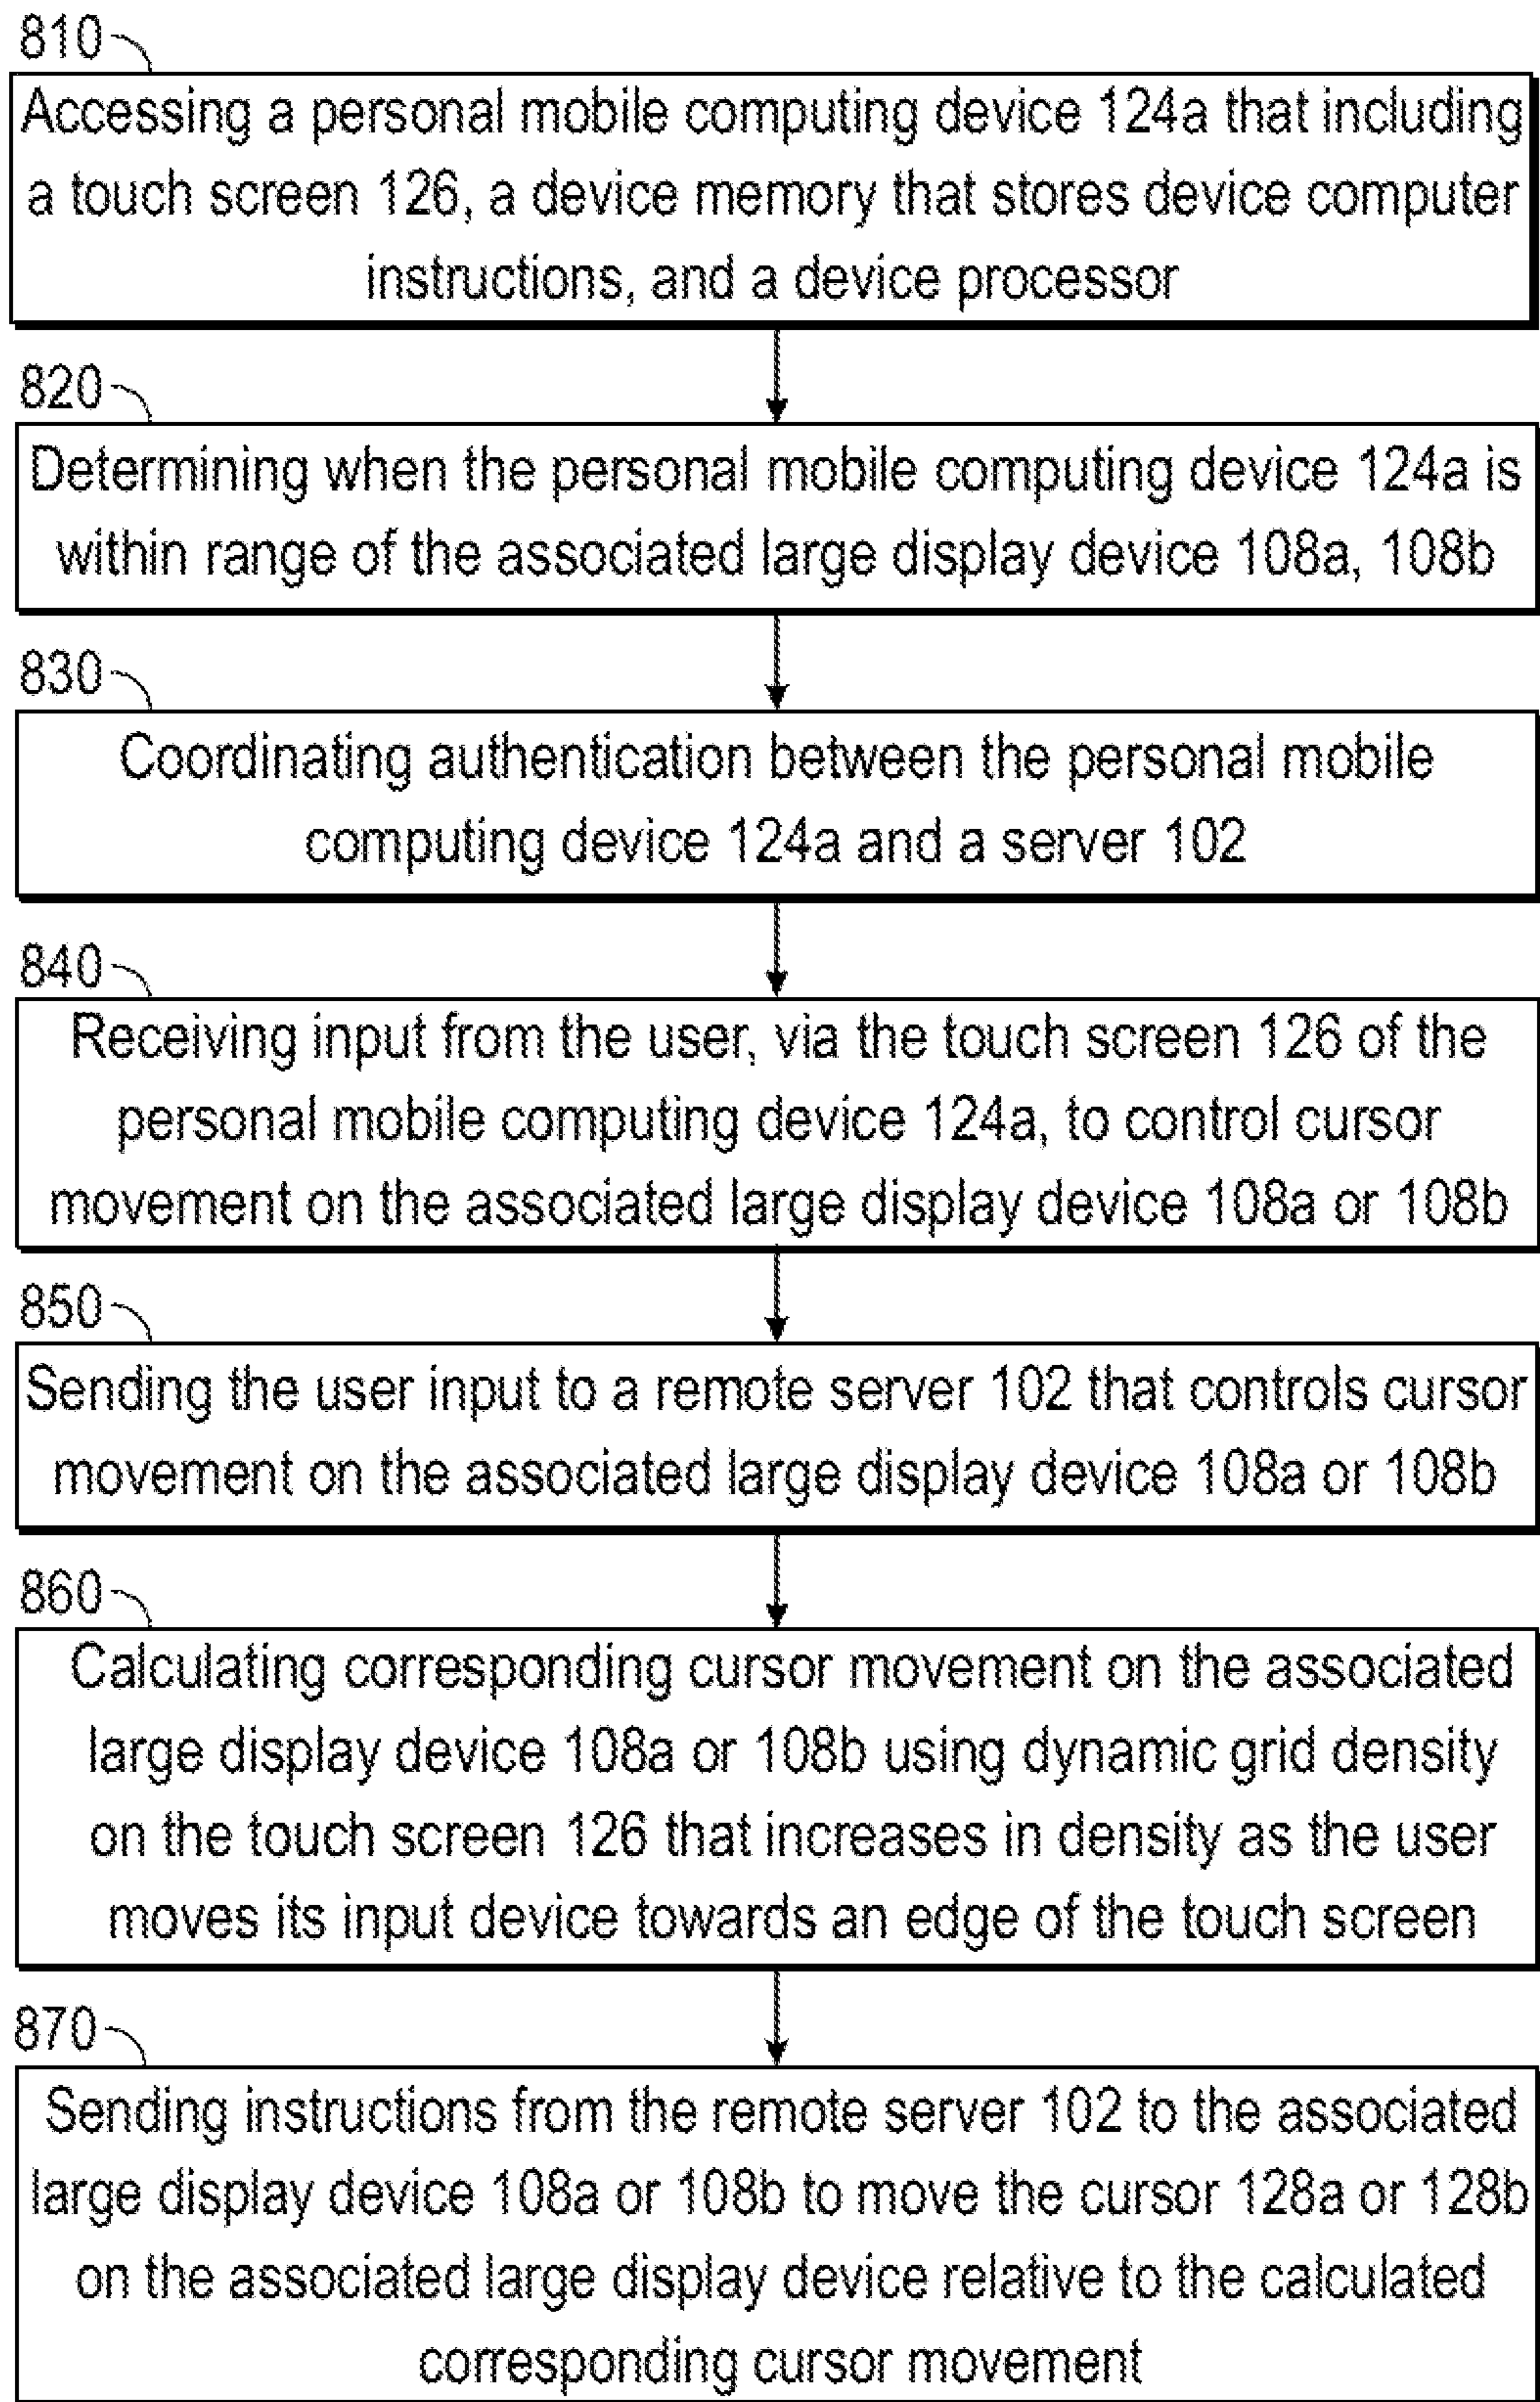 810
Accessing a personal mobile computing device 124a that including
a touch screen 126, a device memory that stores device computer
instructions, and a device processor
820
Determining when the personal mobile computing device 124a is
within range of the associated large display device 108a, 108b
830
Coordinating authentication between the personal mobile
computing device 124a and a server 102
840
Receiving input from the user, via the touch screen 126 of the
personal mobile computing device 124a, to control cursor
movement on the associated large display device 108a or 108b
850
Sending the user input to a remote server 102 that controls cursor
movement on the associated large display device 108a or 108b
860
Calculating corresponding cursor movement on the associated
large display device 108a or 108b using dynamic grid density
on the touch screen 126 that increases in density as the user
moves its input device towards an edge of the touch screen
870
Sending instructions from the remote server 102 to the associated
large display device 108a or 108b to move the cursor 128a or 128b
on the associated large display device relative to the calculated
corresponding cursor movement